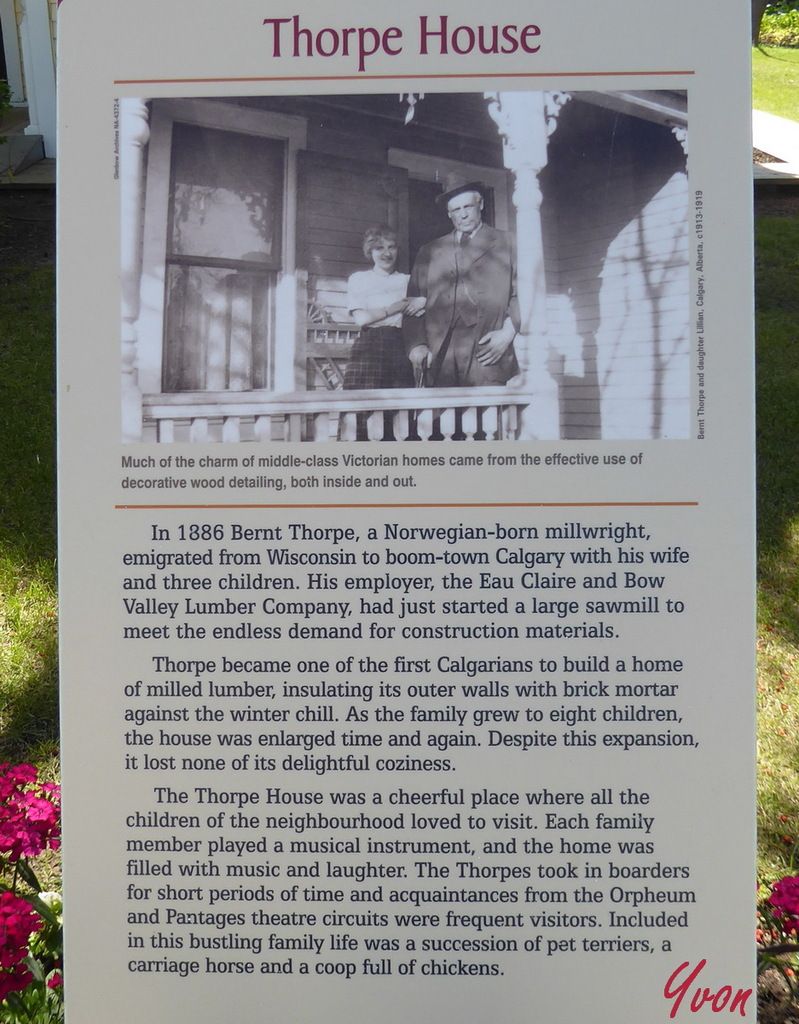 Thorpe House
Glenbow Archives NA-4372-4
Bernt Thorpe and daughter Lillian, Calgary, Alberta, c1913-1919
Much of the charm of middle-class Victorian homes came from the effective use of
decorative wood detailing, both inside and out.
In 1886 Bernt Thorpe, a Norwegian-born millwright,
emigrated from Wisconsin to boom-town Calgary with his wife
and three children. His employer, the Eau Claire and Bow
Valley Lumber Company, had just started a large sawmill to
meet the endless demand for construction materials.
Thorpe became one of the first Calgarians to build a home
of milled lumber, insulating its outer walls with brick mortar
against the winter chill. As the family grew to eight children,
the house was enlarged time and again. Despite this expansion,
it lost none of its delightful coziness.
The Thorpe House was a cheerful place where all the
children of the neighbourhood loved to visit. Each family
member played a musical instrument, and the home was
filled with music and laughter. The Thorpes took in boarders
for short periods of time and acquaintances from the Orpheum
and Pantages theatre circuits were frequent visitors. Included
in this bustling family life was a succession of pet terriers, a
carriage horse and a coop full of chickens.
Yvon